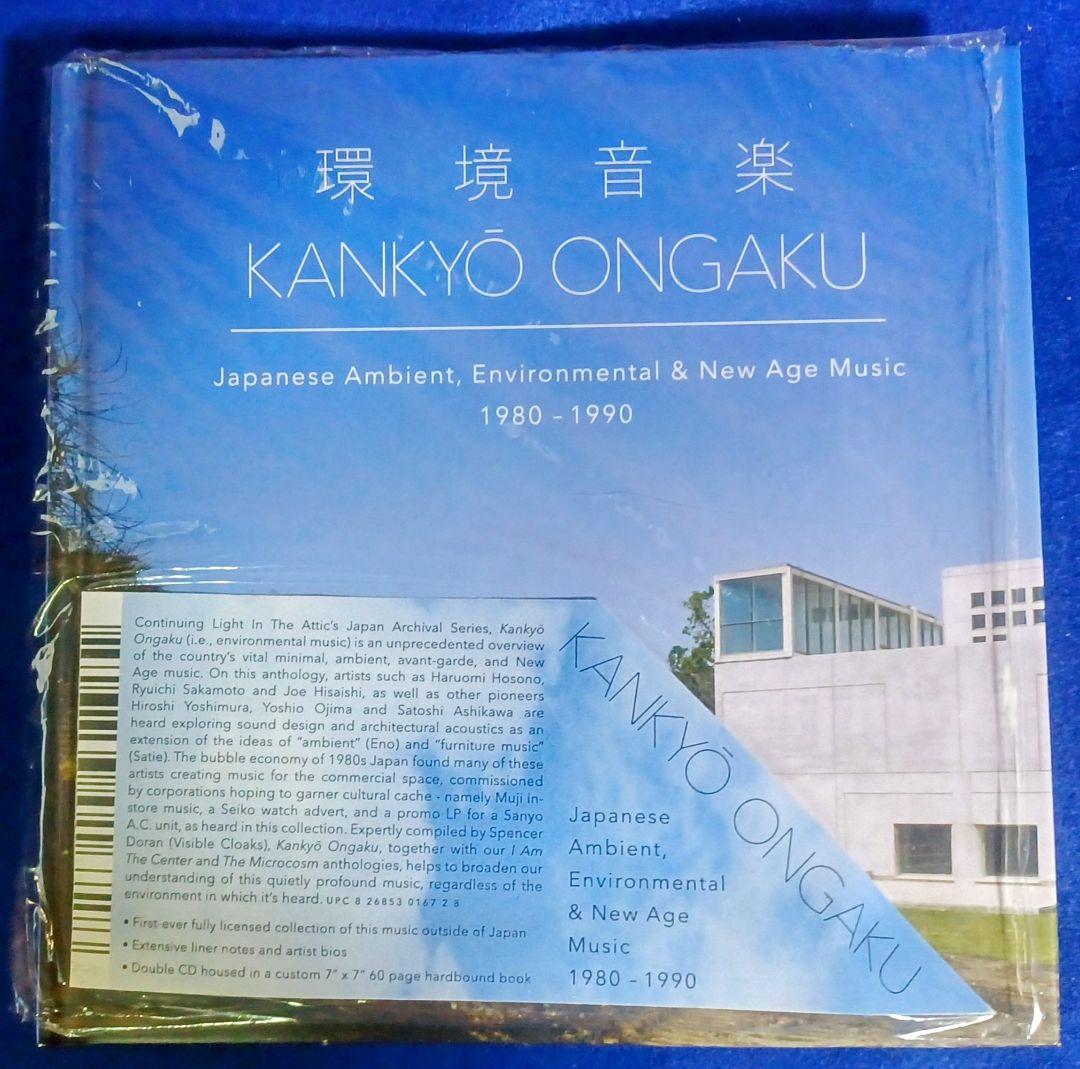 環境音楽
KANKYŌ ONGAKU
Japanese Ambient, Environmental & New Age Music
1980 – 1990
Continuing Light In The Attic's Japan Archival Series, Kankyō
Ongaku (i.e., environmental music) is an unprecedented overview
of the country's vital minimal, ambient, avant-garde, and New
Age music. On this anthology, artists such as Haruomi Hosono,
Ryuichi Sakamoto and Joe Hisaishi, as well as other pioneers
Hiroshi Yoshimura, Yoshio Ojima and Satoshi Ashikawa are
heard exploring sound design and architectural acoustics as an
extension of the ideas of "ambient" (Eno) and "furniture music"
(Satie). The bubble economy of 1980s Japan found many of these
artists creating music for the commercial space, commissioned
by corporations hoping to garner cultural cache - namely Muji in-
store music, a Seiko watch advert, and a promo LP for a Sanyo
A.C. unit, as heard in this collection. Expertly compiled by Spencer
Doran (Visible Cloaks), Kankyō Ongaku, together with our I Am
The Center and The Microcosm anthologies, helps to broaden our
understanding of this quietly profound music, regardless of the
environment in which it's heard. UPC 8 26853 0167 2 8
• First-ever fully licensed collection of this music outside of Japan
• Extensive liner notes and artist bios
• Double CD housed in a custom 7" x 7" 60 page hardbound book
KANKYŌ ONGAKU
Japanese
Ambient,
Environmental
& New Age
Music
1980 – 1990